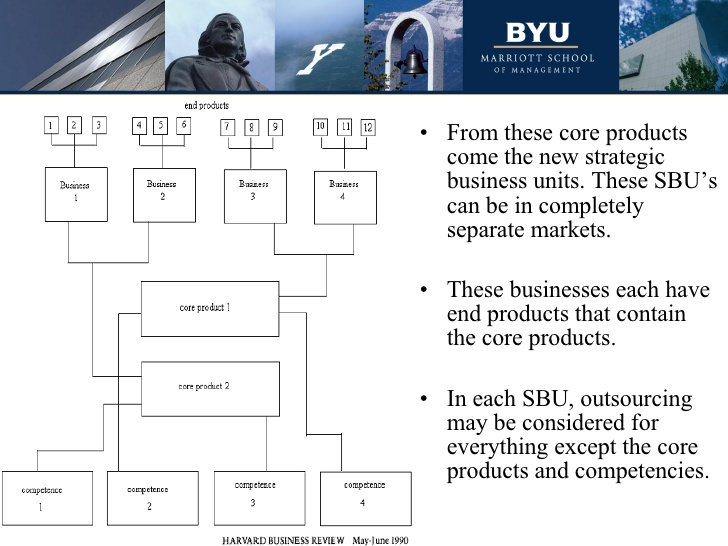 BYU
MARRIOTT SCHOOL
OF MANAGEMENT
Y
end products
1 2 3 4 5 6 7 8 9 10 11 12
Business
1
Business
2
Business
3
Business
4
core product 1
core product 2
competence
1
competence
2
competence
3
competence
4
HARVARD BUSINESS REVIEW May-June 1990
• From these core products
come the new strategic
business units. These SBU’s
can be in completely
separate markets.
• These businesses each have
end products that contain
the core products.
• In each SBU, outsourcing
may be considered for
everything except the core
products and competencies.